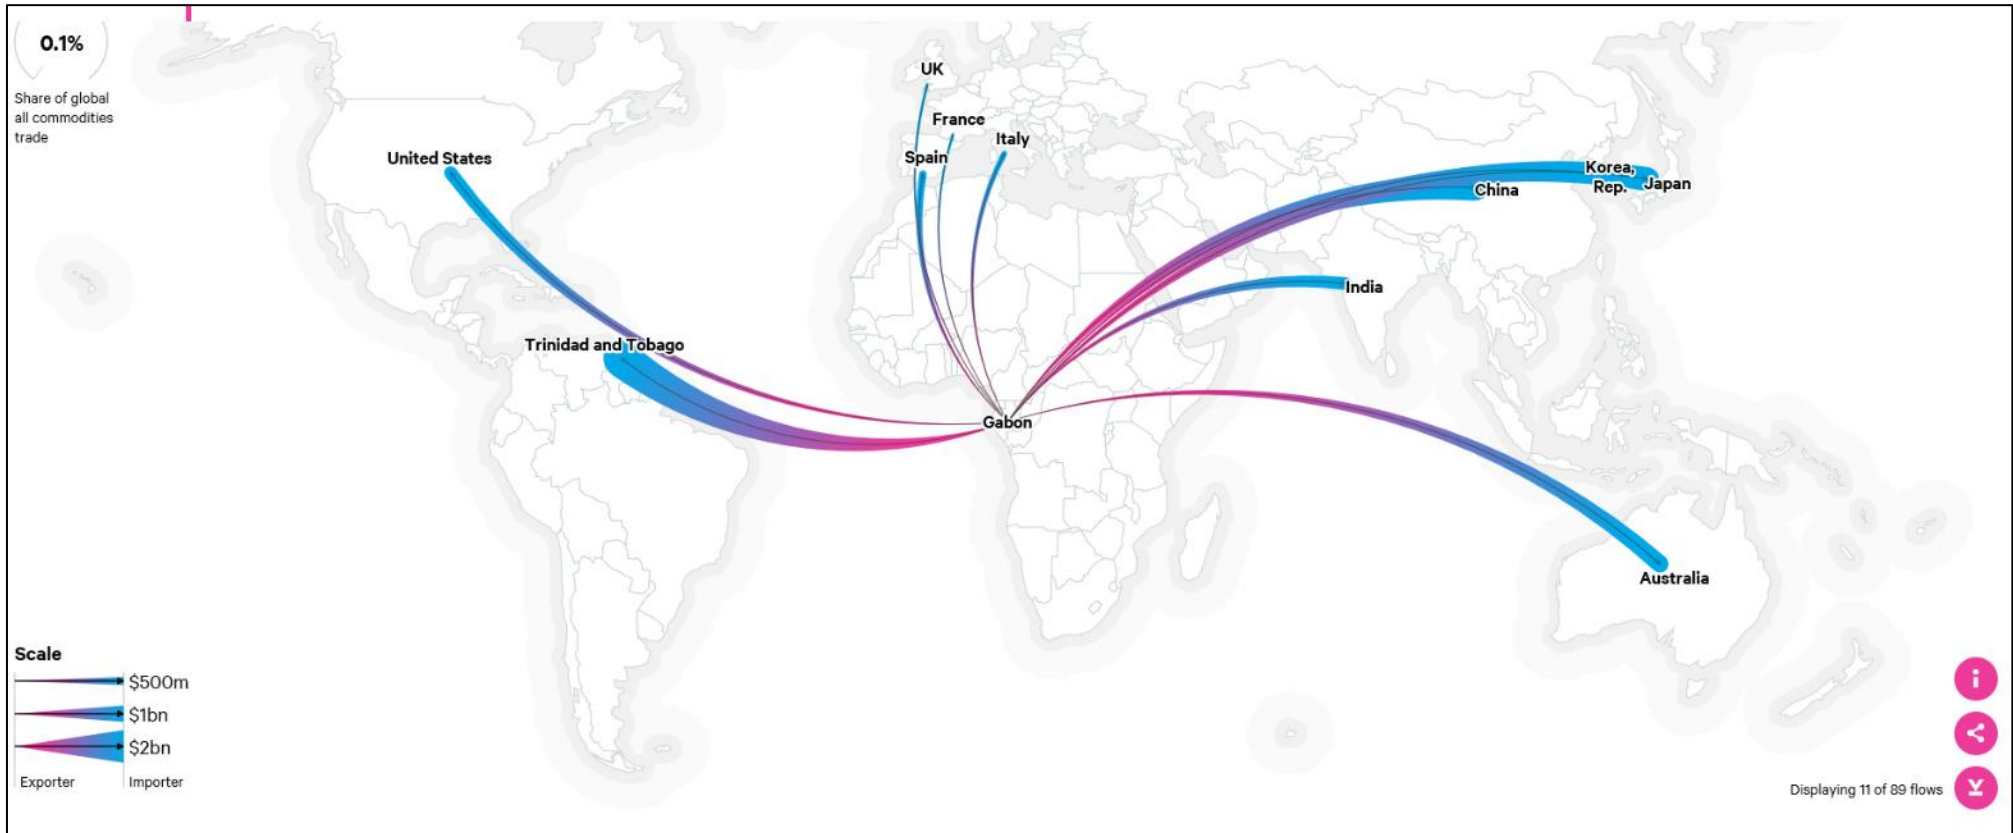 0.1%
Share of global
all commodities
trade
UK
France
Italy
Spain
United States
Korea,
Rep.
Japan
China
India
Trinidad and Tobago
Gabon
Australia
Scale
$500m
$1bn
$2bn
Exporter
Importer
Displaying 11 of 89 flows